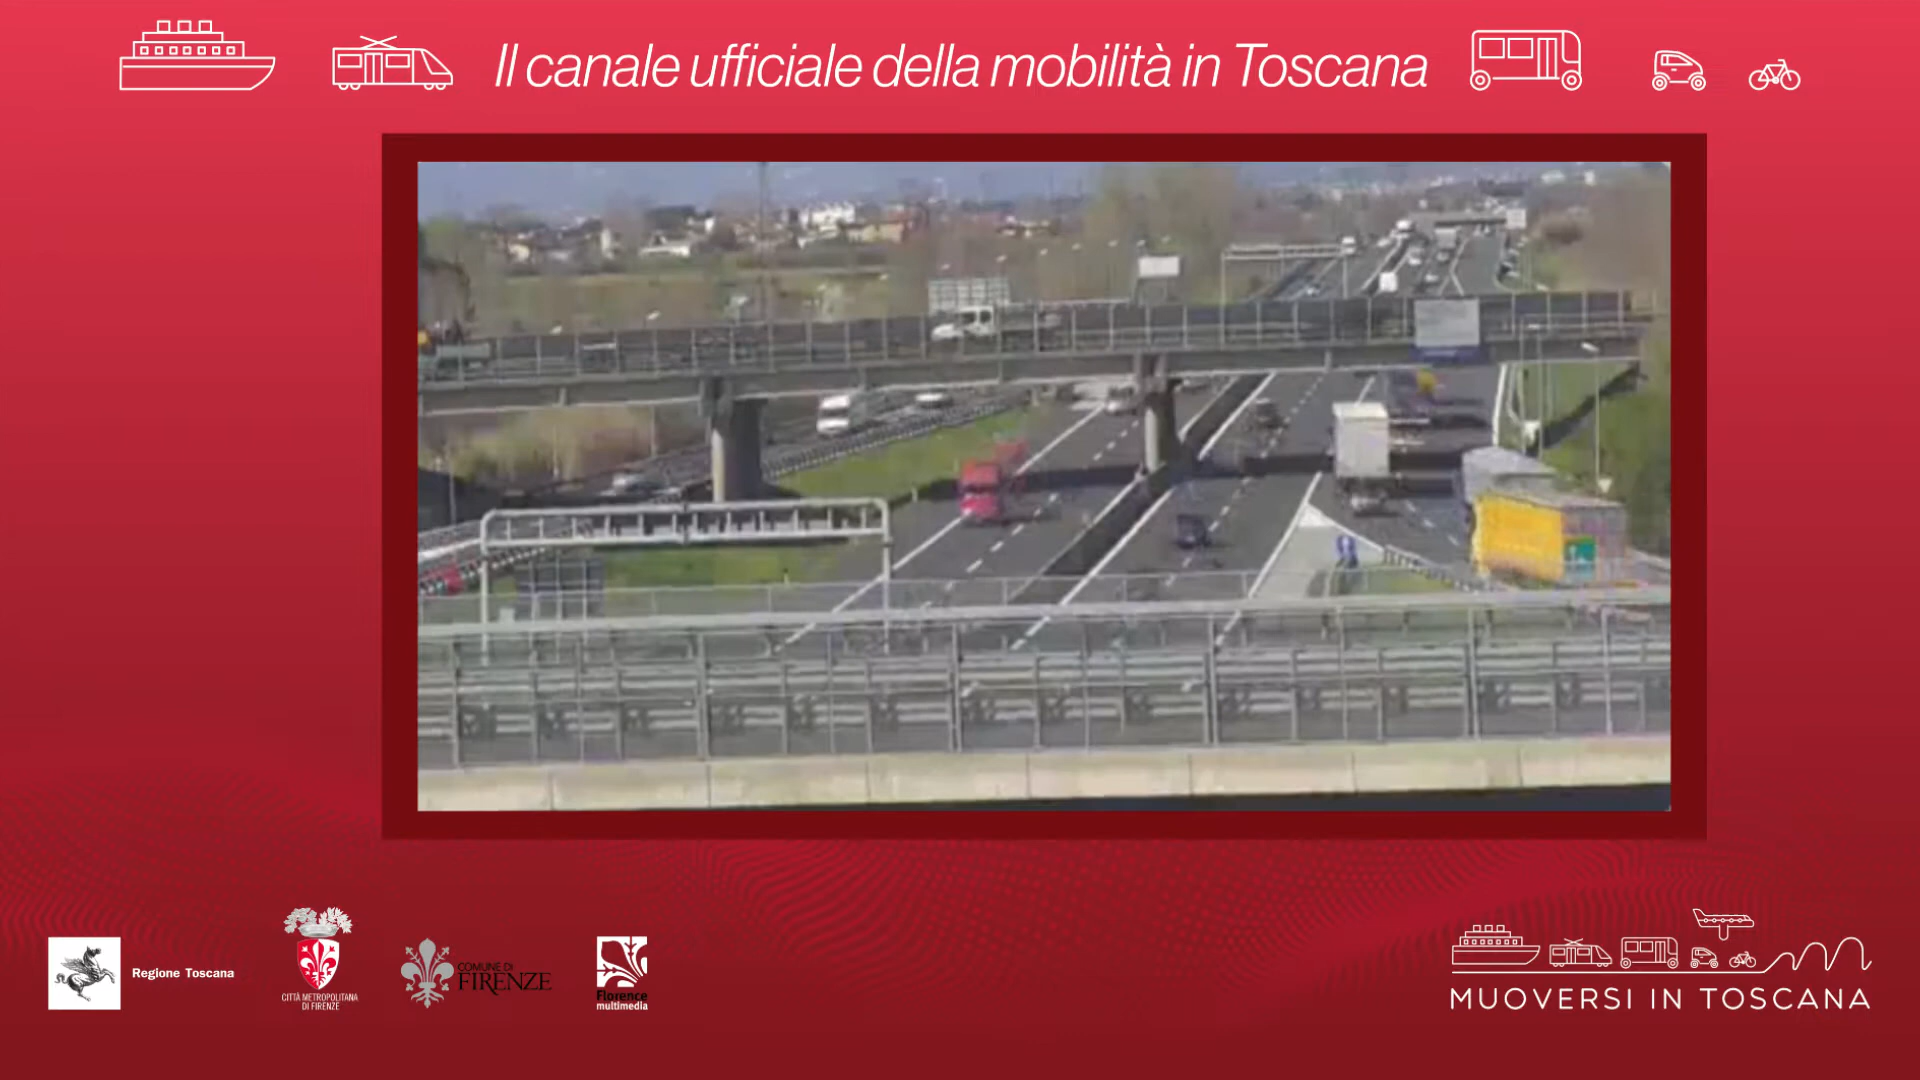 Il canale ufficiale della mobilità in Toscana
Regione Toscana
CITTÀ METROPOLITANA
DI FIRENZE
COMUNE DI
FIRENZE
Florence
multimedia
MUOVERSI IN TOSCANA